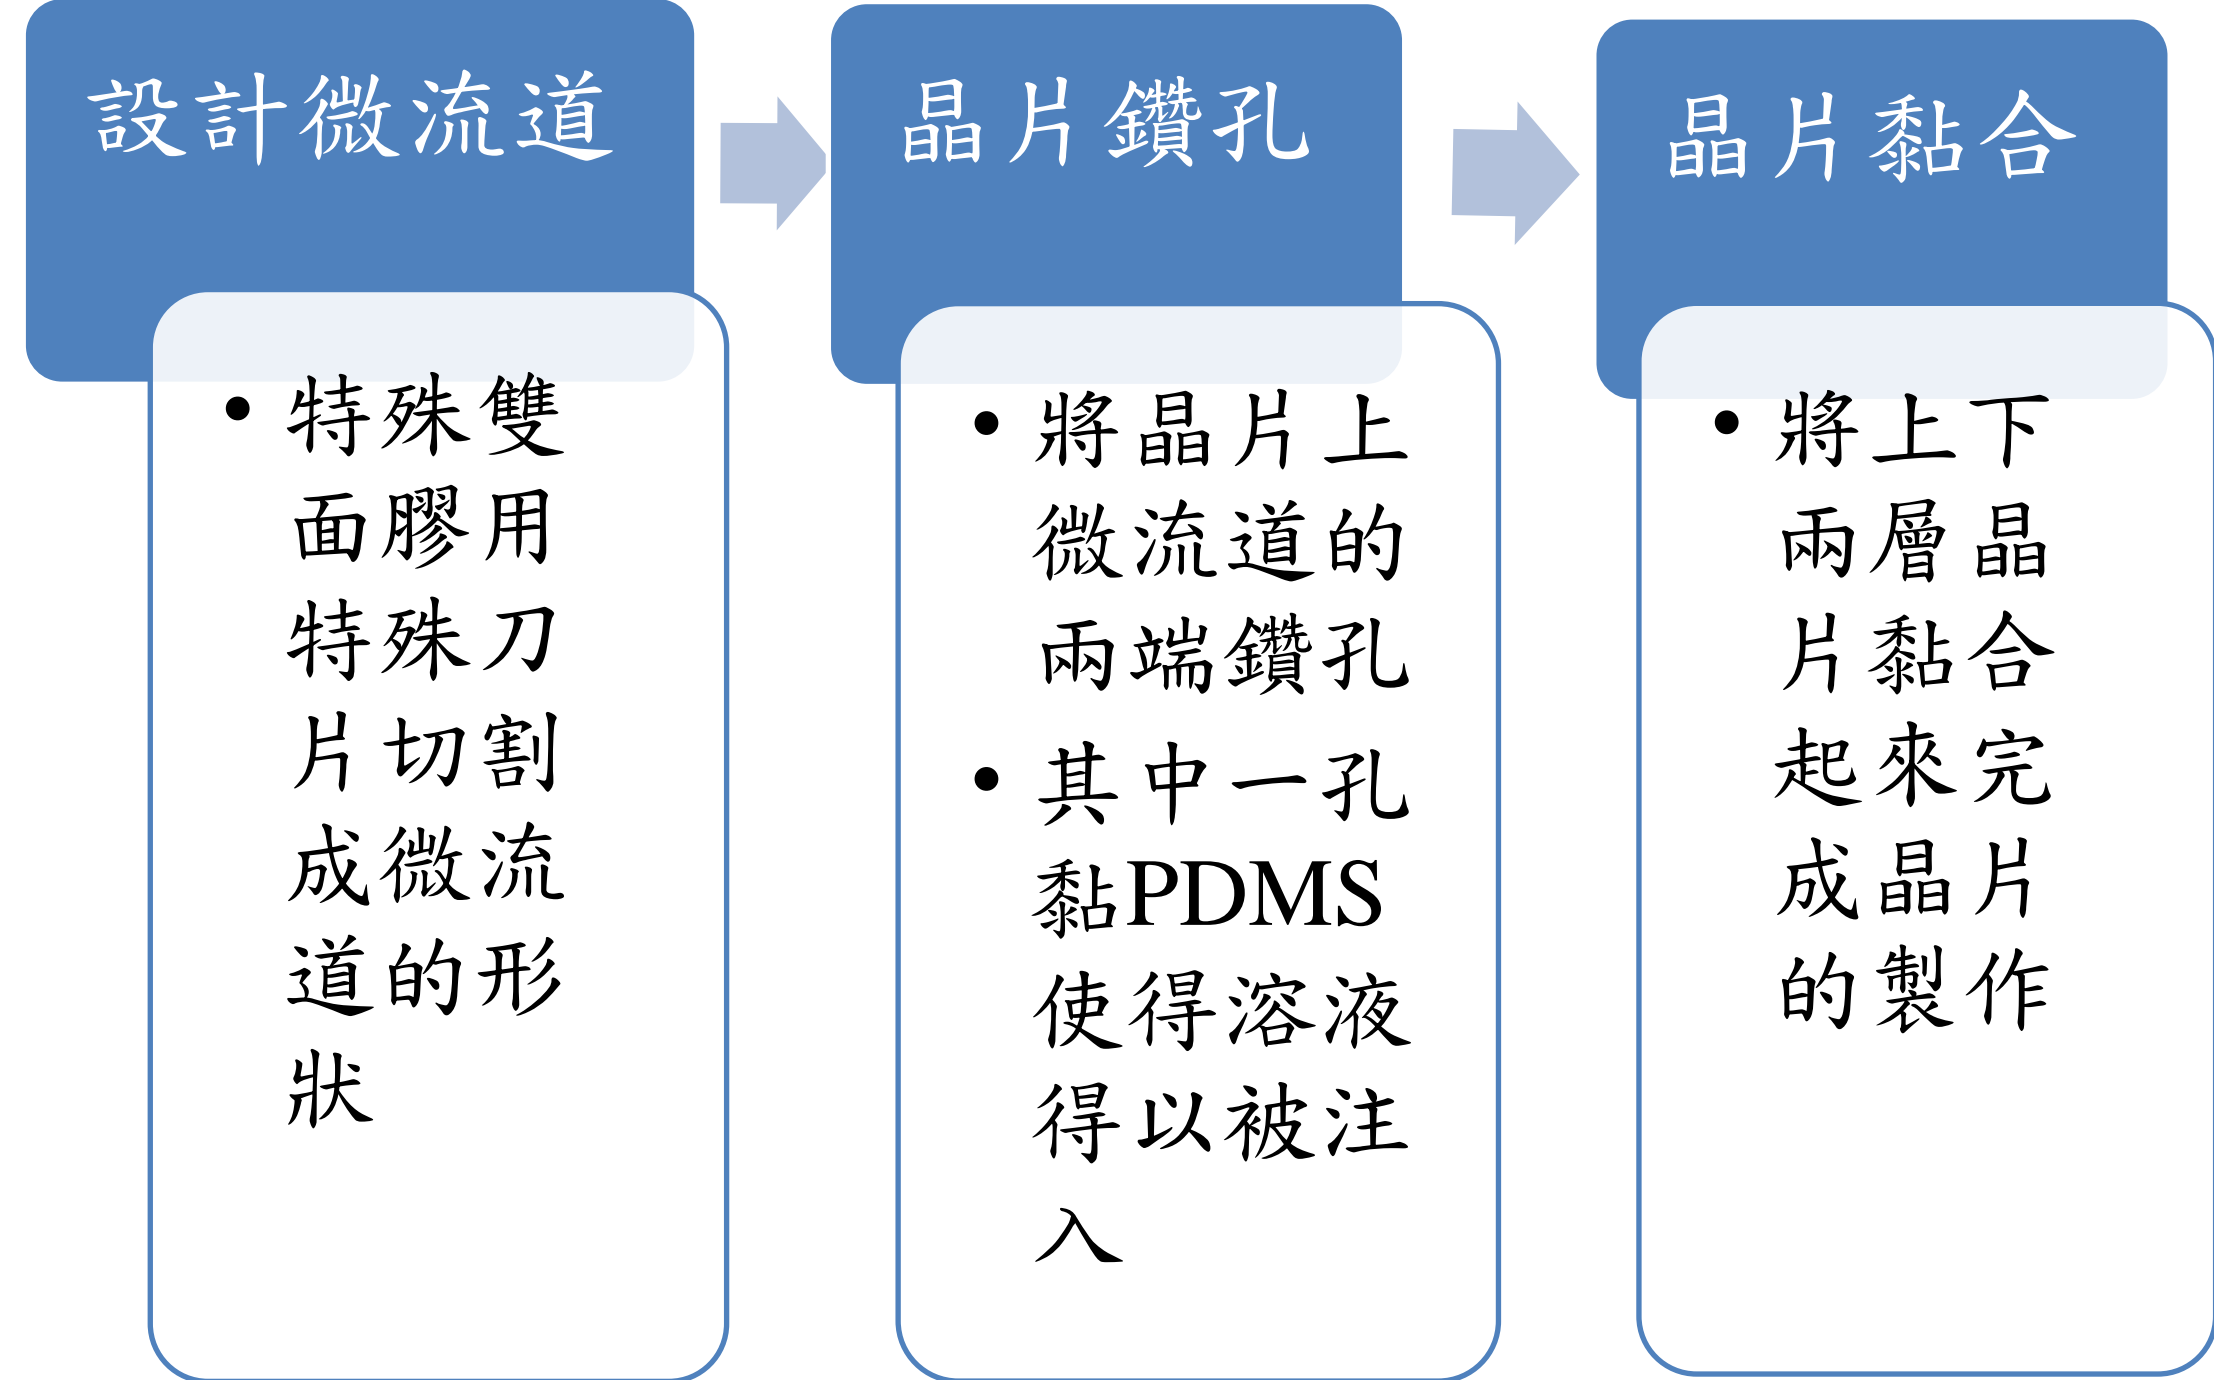 設計微流道
• 特殊雙
面膠用
特殊刀
片切割
成微流
道的形
狀
晶片鑽孔
• 將晶片上
微流道的
兩端鑽孔
• 其中一孔
黏PDMS
使得溶液
得以被注
入
晶片黏合
• 將上下
兩層晶
片黏合
起來完
成晶片
的製作